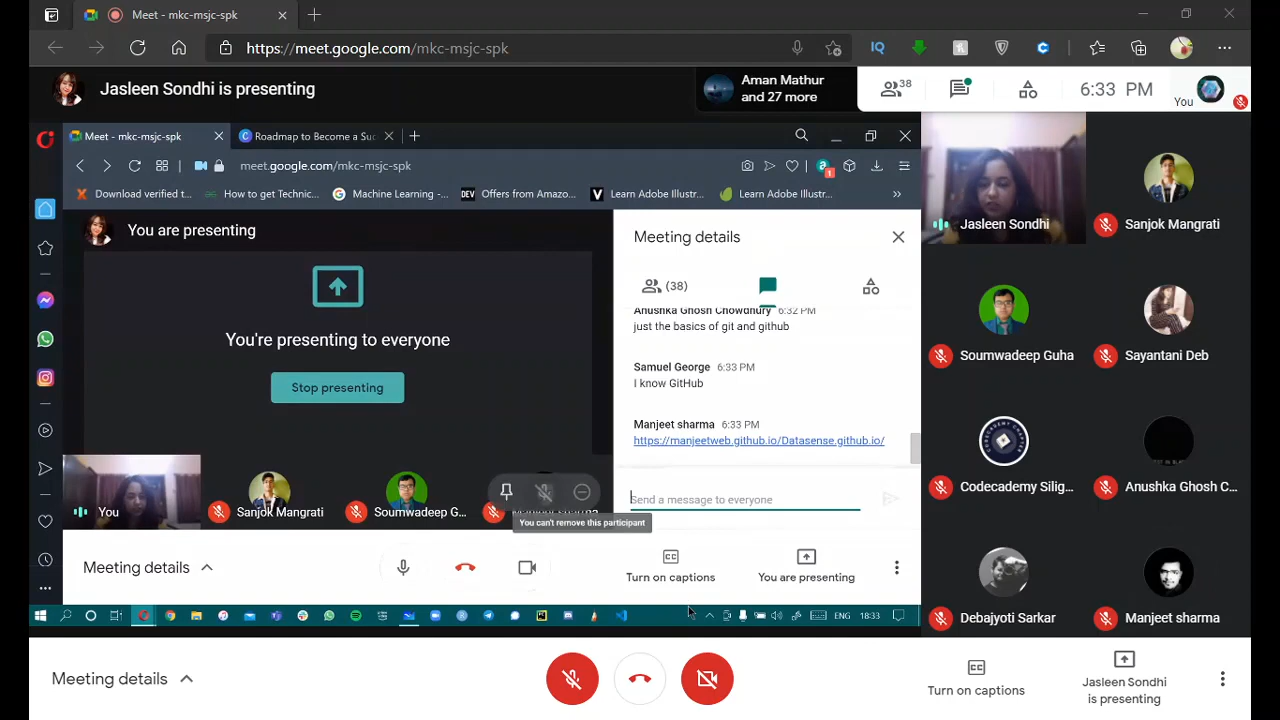 mkc-msjc-spk
https://meet.google.com/mkc-msjc-spk
IQ
Jasleen Sondhi is presenting
Aman Mathur
and 27 more
38
6:33 PM
You
Meet - mkc-msjc-spk
Roadmap to Become a Suc
meet.google.com/mkc-msjc-spk
1
Download verified t...
How to get Technic...
Machine Learning -...
DEV
Offers from Amazo...
Learn Adobe Illustr...
Learn Adobe Illustr...
You are presenting
Meeting details
(38)
Anushka Ghosh Chowdhury 6:32 PM
just the basics of git and github
Samuel George 6:33 PM
I know GitHub
Manjeet sharma 6:33 PM
https://manjeetweb.github.io/Datasense.github.io/
Send a message to everyone
You're presenting to everyone
Stop presenting
You
Sanjok Mangrati
Soumwadeep G...
You can't remove this participant
Meeting details
Turn on captions
You are presenting
ENG
18:33
Jasleen Sondhi
Sanjok Mangrati
Soumwadeep Guha
Sayantani Deb
Codecademy Silig...
Anushka Ghosh C...
Debajyoti Sarkar
Manjeet sharma
Meeting details
Turn on captions
Jasleen Sondhi
is presenting